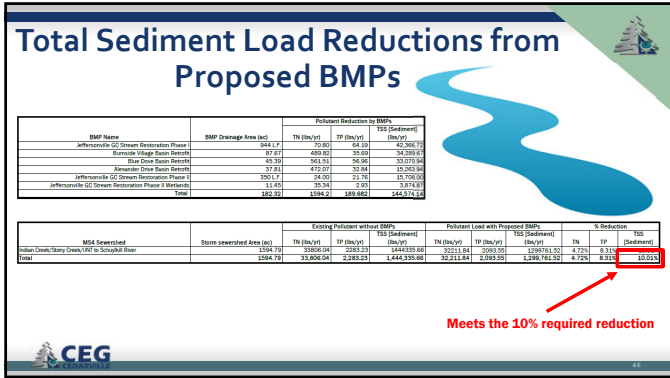 Total Sediment Load Reductions from
Proposed BMPs
Pollutant Reduction by BMPs
BMP Name BMP Drainage Area (ac) TN (lbs/yr) TP (lbs/yr) TSS [Sediment] (lbs/yr)
Jeffersonville GC Stream Restoration Phase I 944 L.F. 70.80 64.19 42,366.72
Burnside Village Basin Retrofit 87.67 489.82 35.69 34,289.67
Blue Dove Basin Retrofit 45.39 561.51 56.96 33,070.94
Alexander Drive Basin Retrofit 37.81 472.07 32.84 15,263.94
Jeffersonville GC Stream Restoration Phase II 350 L.F. 24.00 21.76 15,708.00
Jeffersonville GC Stream Restoration Phase II Wetlands 11.45 35.34 2.93 3,874.87
Total 182.32 1594.2 189.682 144,574.14
Existing Pollutant without BMPs Pollutant Load with Proposed BMPs % Reduction
MS4 Sewershed Storm sewershed Area (ac) TN (lbs/yr) TP (lbs/yr) TSS [Sediment] (lbs/yr) TN (lbs/yr) TP (lbs/yr) TSS [Sediment] (lbs/yr) TN TP TSS [Sediment]
Indian Creek/Stony Creek/UNT to Schuylkill River 1594.79 33806.04 2283.23 1444335.66 32211.84 2093.55 1299761.52 4.72% 8.31%
Total 1594.79 33,806.04 2,283.23 1,444,335.66 32,211.84 2,093.55 1,299,761.52 4.72% 8.31% 10.01%
Meets the 10% required reduction
CEG
CEDARVILLE
46